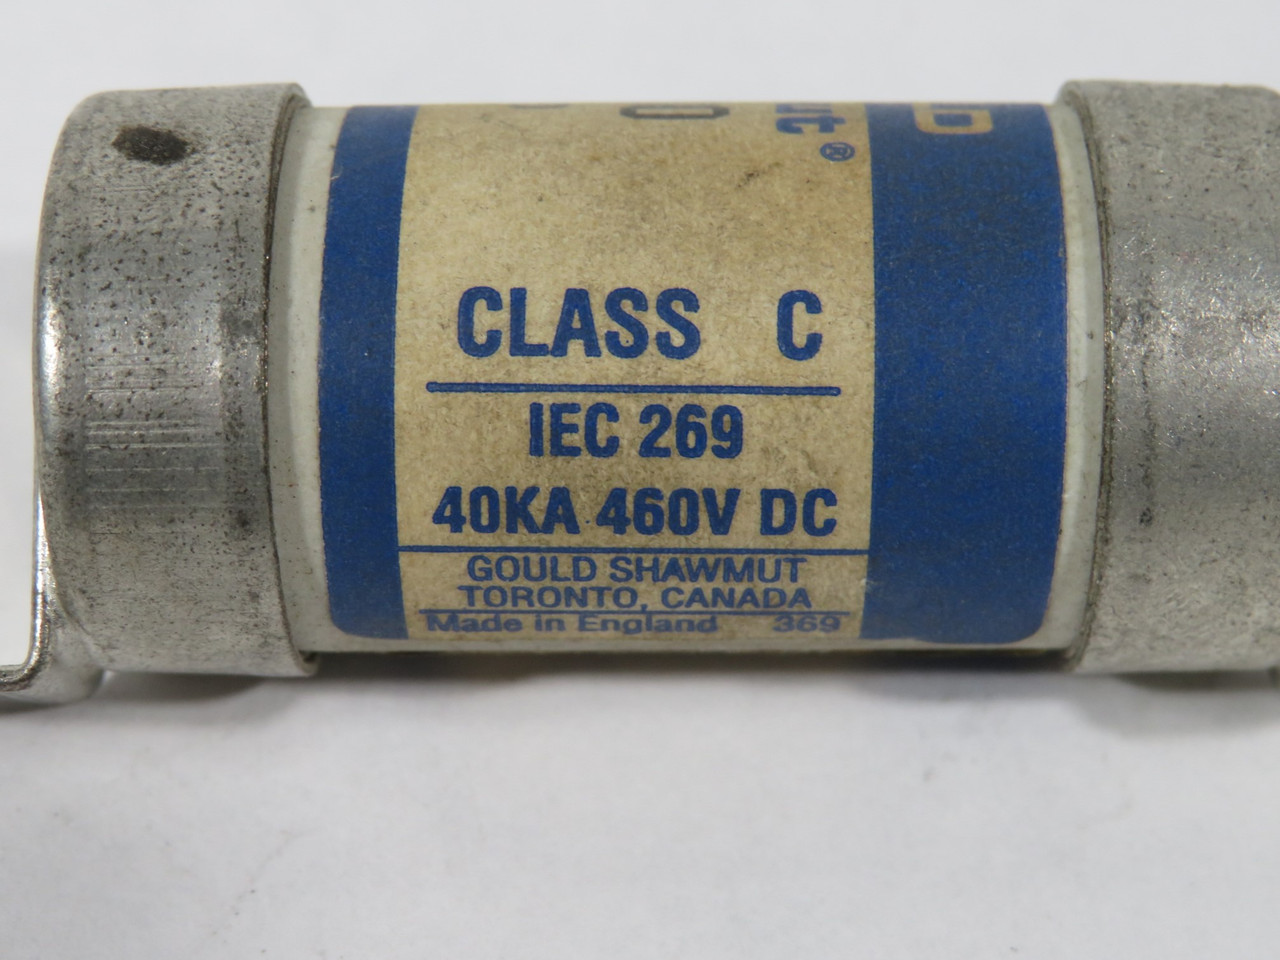 ®
CLASS C
IEC 269
40KA 460V DC
GOULD SHAWMUT
TORONTO, CANADA
Made in England 369